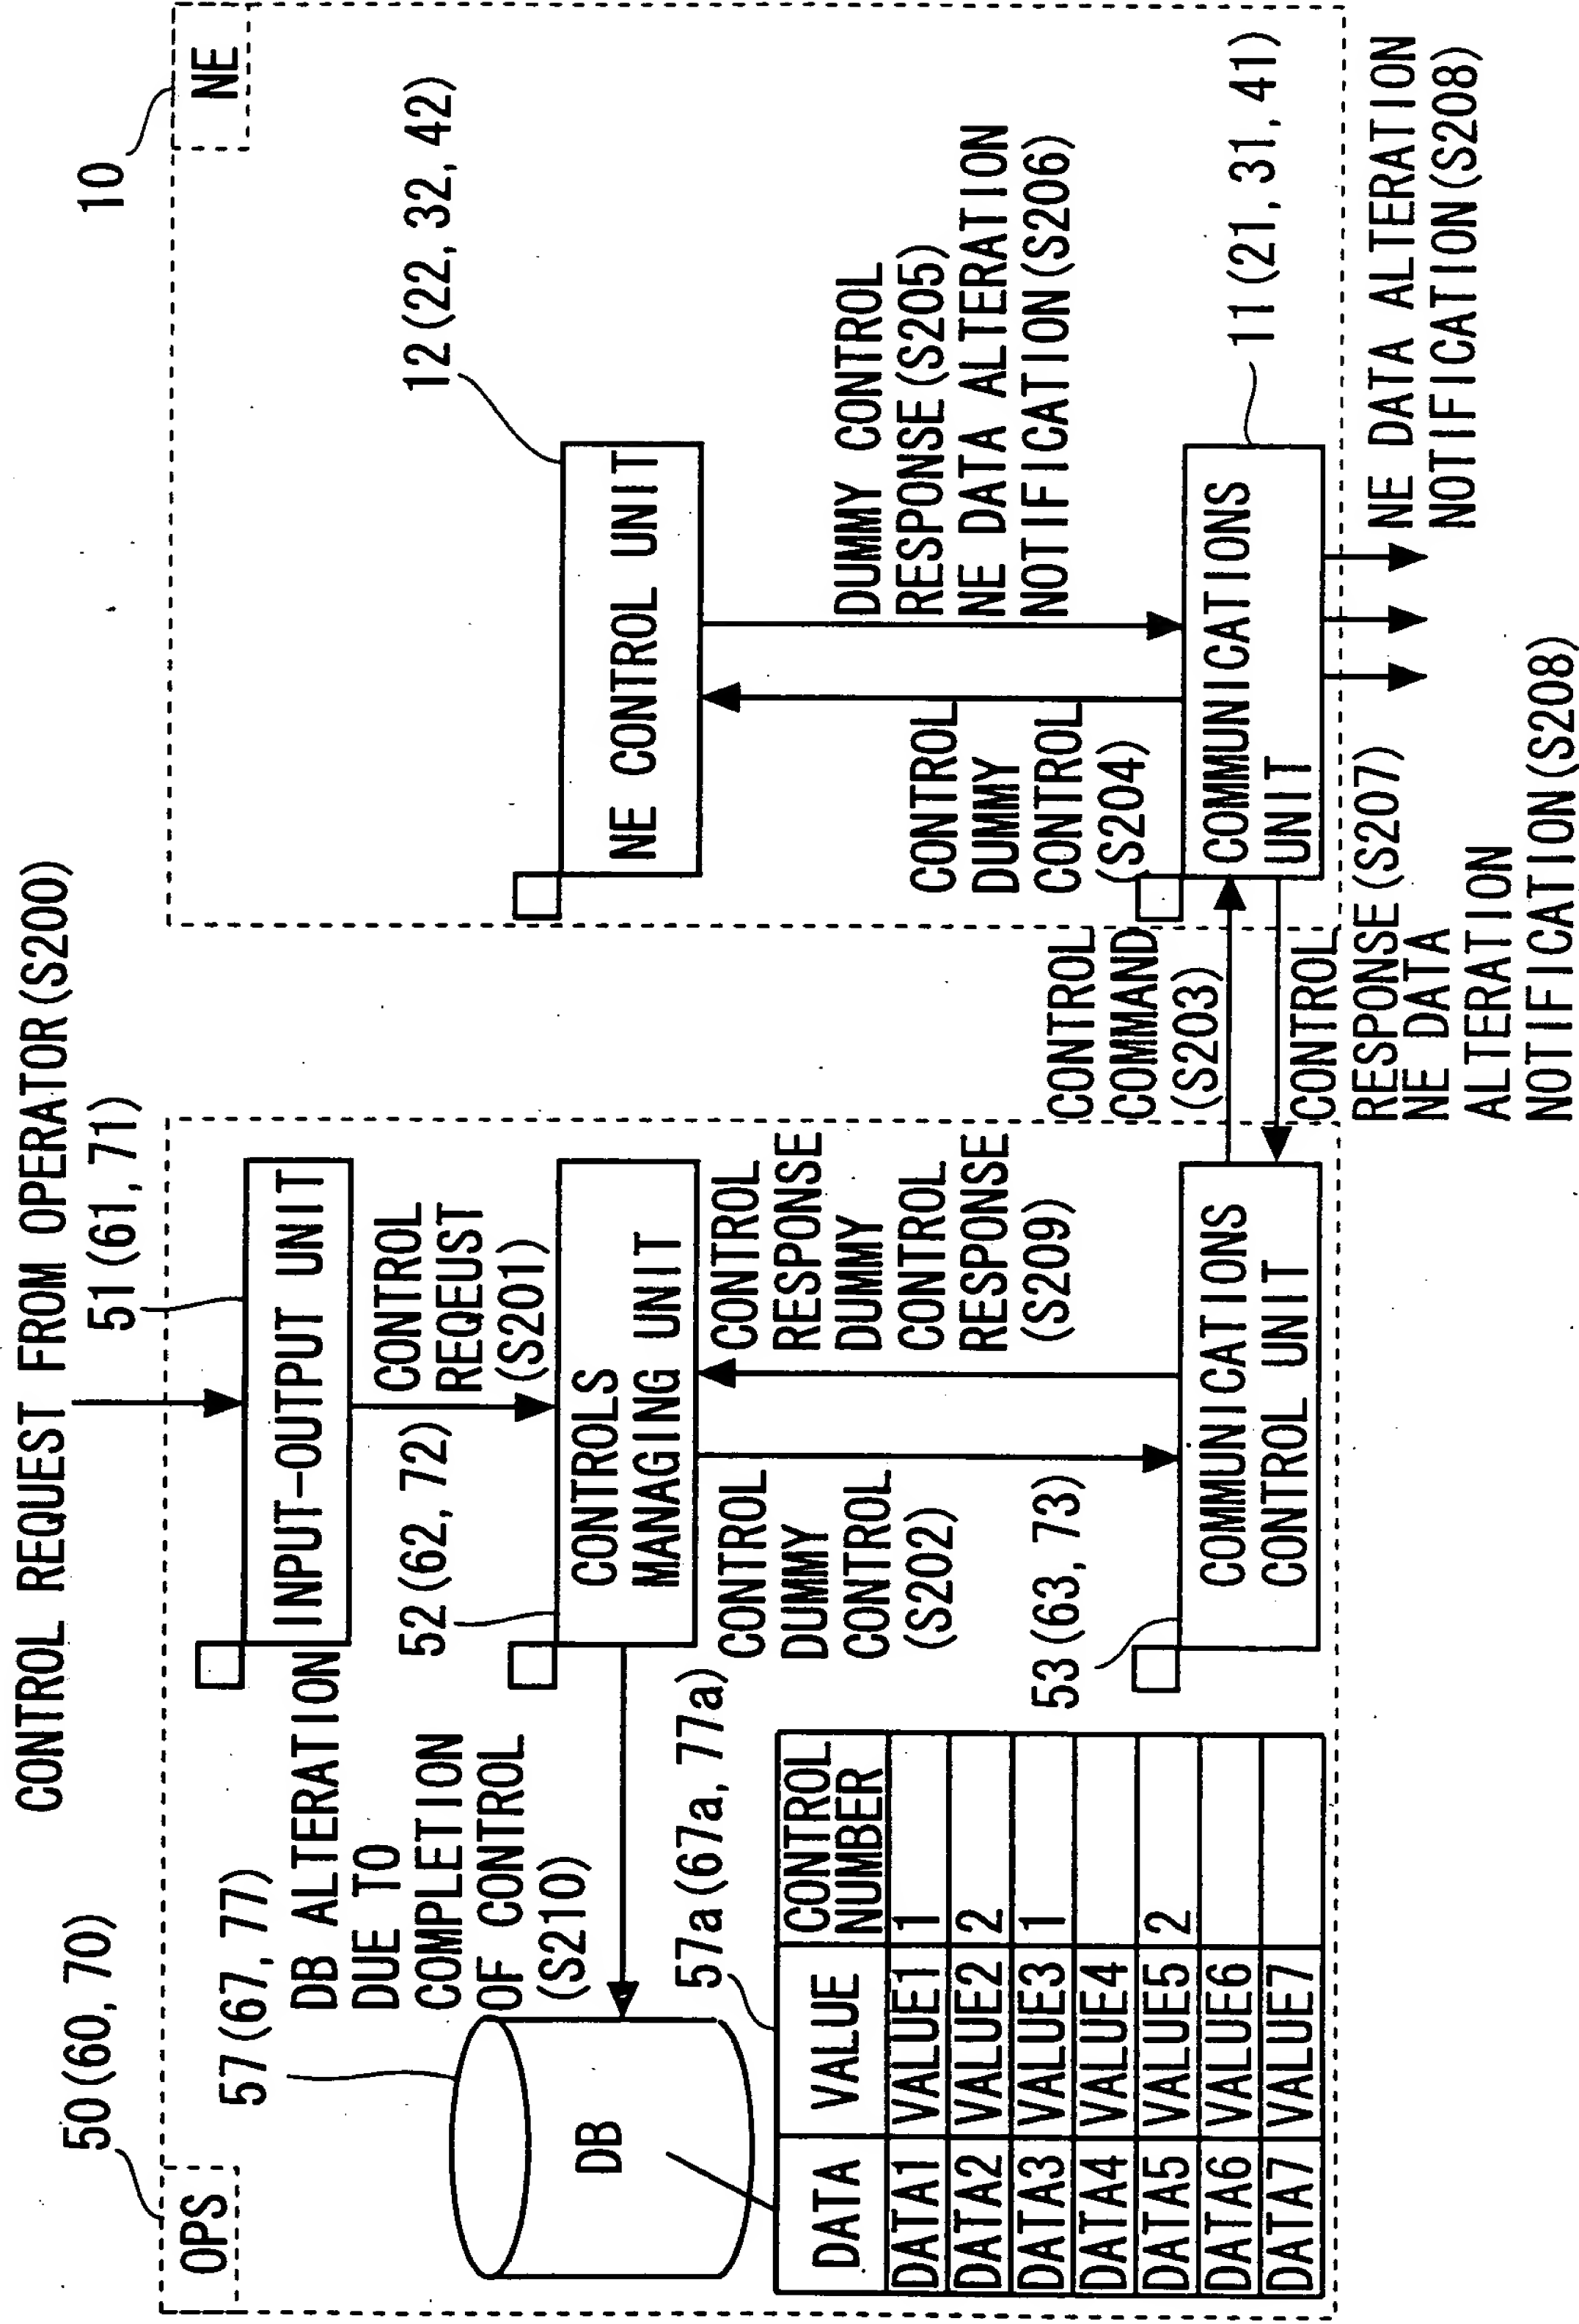 CONTROL REQUEST FROM OPERATOR(S200)
50(60, 70)
OPS
51(61, 71)
INPUT-OUTPUT UNIT
CONTROL
REQEUST
(S201)
52(62, 72)
CONTROLS
MANAGING UNIT
57(67, 77)
DB ALTERATION
DUE TO
COMPLETION
OF CONTROL
(S210)
DB
57a(67a, 77a)
DATA VALUE CONTROL
NUMBER
DATA1 VALUE1 1
DATA2 VALUE2 2
DATA3 VALUE3 1
DATA4 VALUE4
DATA5 VALUE5 2
DATA6 VALUE6
DATA7 VALUE7
CONTROL
DUMMY
CONTROL
(S202)
CONTROL
RESPONSE
DUMMY
CONTROL
RESPONSE
(S209)
53(63, 73)
COMMUNICATIONS
CONTROL UNIT
CONTROL
COMMAND
(S203)
CONTROL
RESPONSE(S207)
NE DATA
ALTERATION
NOTIFICATION(S208)
10
NE
12(22, 32, 42)
NE CONTROL UNIT
CONTROL
DUMMY
CONTROL
(S204)
DUMMY CONTROL
RESPONSE(S205)
NE DATA ALTERATION
NOTIFICATION(S206)
11(21, 31, 41)
COMMUNICATIONS
UNIT
NE DATA ALTERATION
NOTIFICATION(S208)